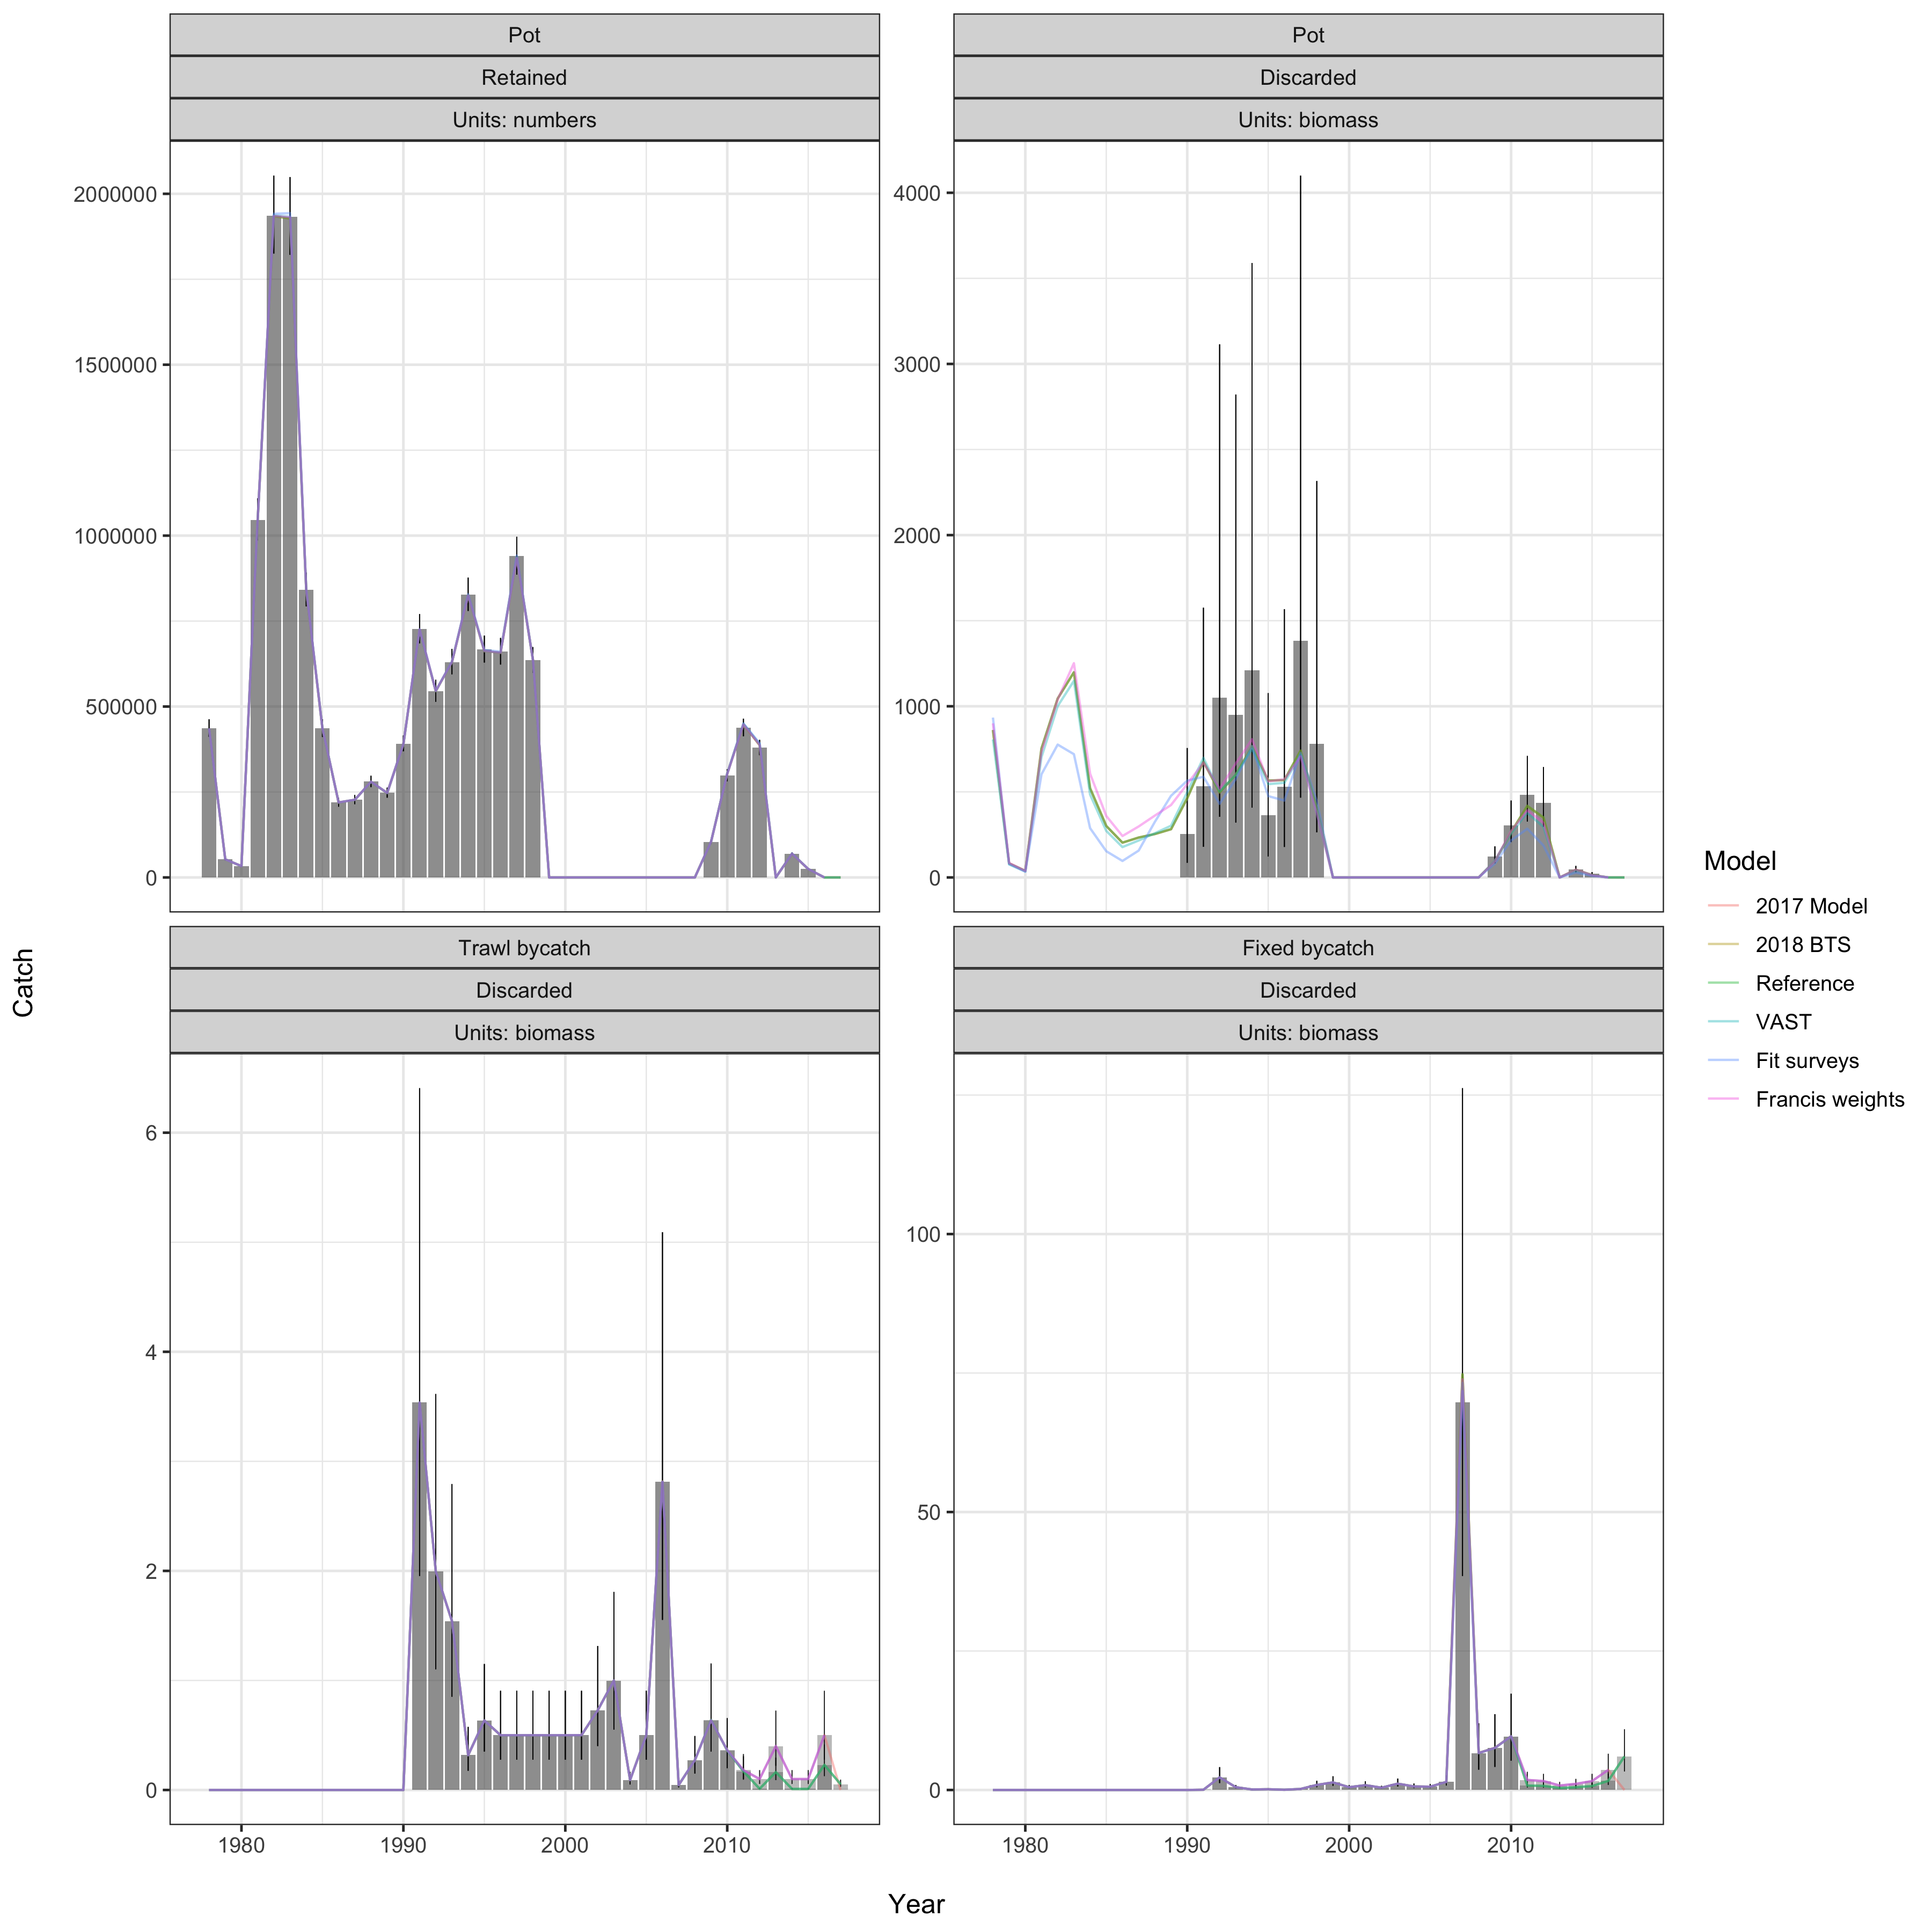 Pot
Retained
Units: numbers
2000000
1500000
1000000
500000
0
Pot
Discarded
Units: biomass
4000
3000
2000
1000
0
Trawl bycatch
Discarded
Units: biomass
6
4
2
0
1980 1990 2000 2010
Fixed bycatch
Discarded
Units: biomass
100
50
0
1980 1990 2000 2010
Catch
Year
Model
2017 Model
2018 BTS
Reference
VAST
Fit surveys
Francis weights